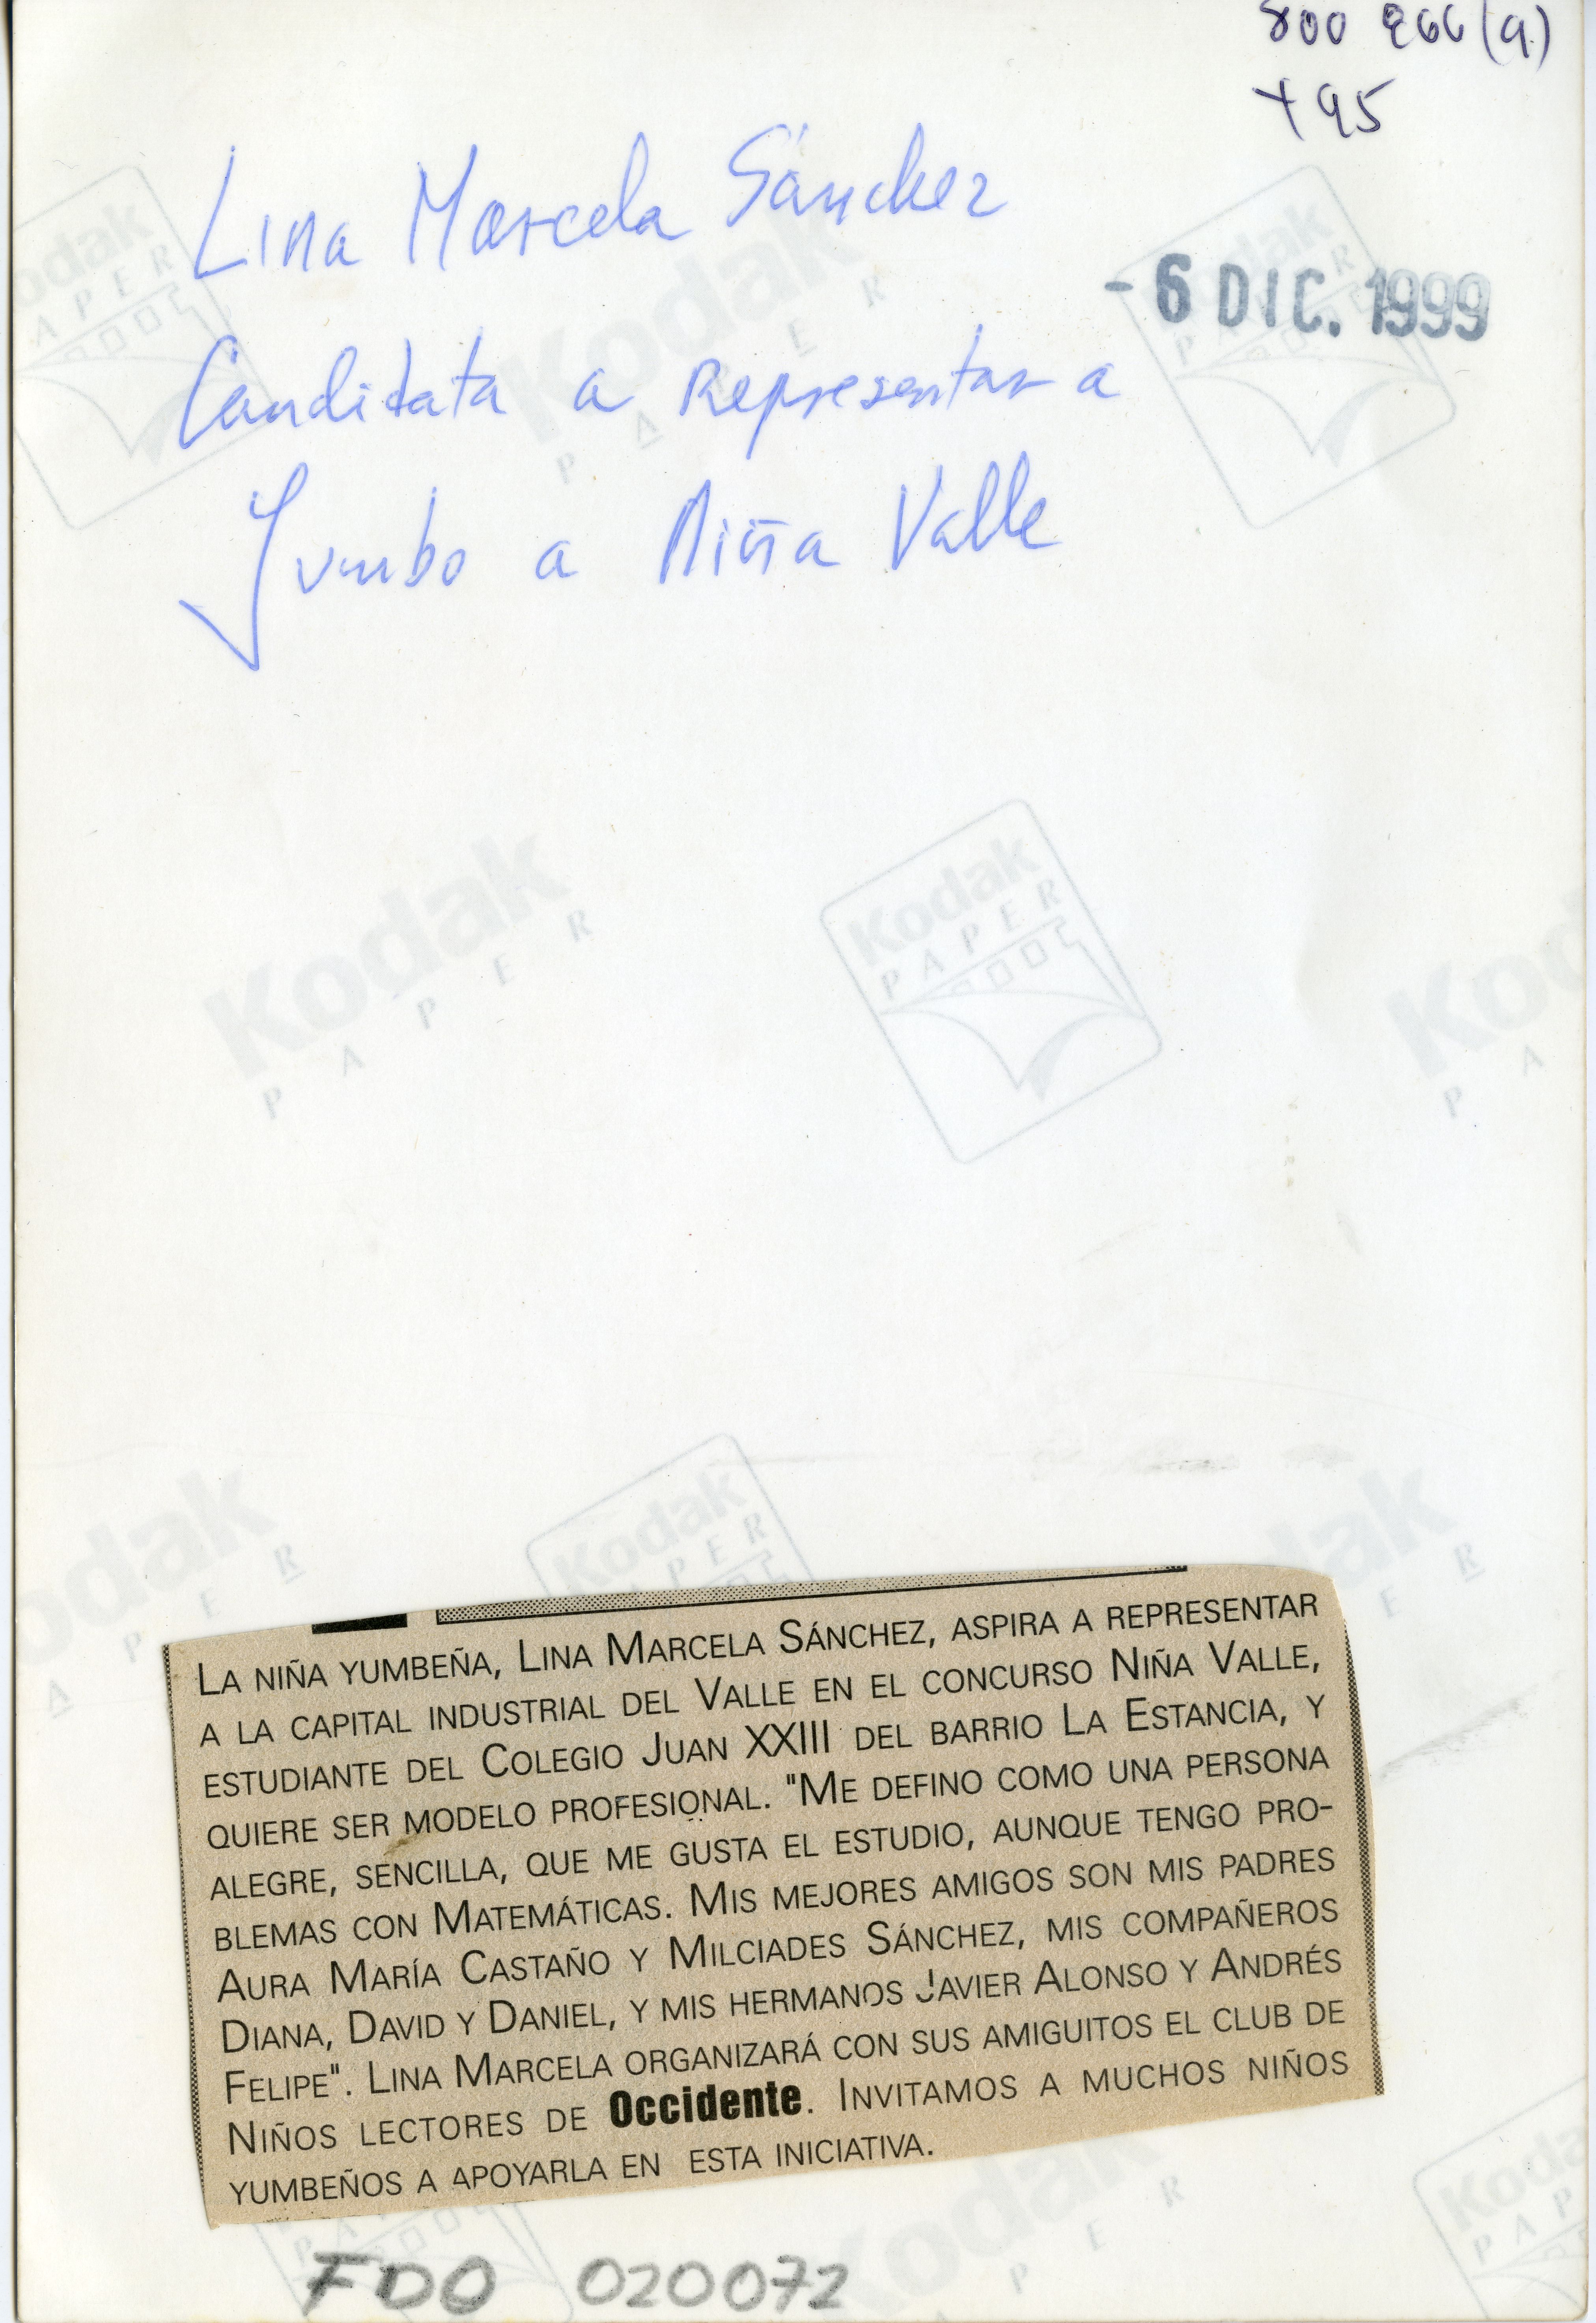 800 266 (9)
+ 95
Lina Marcela Sánchez
- 6 DIC. 1999
Candidata a Representar a
Yumbo a Niña Valle
Kodak
PAPER
LA NIÑA YUMBEÑA, LINA MARCELA SÁNCHEZ, ASPIRA A REPRESENTAR
A LA CAPITAL INDUSTRIAL DEL VALLE EN EL CONCURSO NIÑA VALLE,
ESTUDIANTE DEL COLEGIO JUAN XXIII DEL BARRIO LA ESTANCIA, Y
QUIERE SER MODELO PROFESIONAL. "ME DEFINO COMO UNA PERSONA
ALEGRE, SENCILLA, QUE ME GUSTA EL ESTUDIO, AUNQUE TENGO PRO-
BLEMAS CON MATEMÁTICAS. MIS MEJORES AMIGOS SON MIS PADRES
AURA MARÍA CASTAÑO Y MILCIADES SÁNCHEZ, MIS COMPAÑEROS
DIANA, DAVID Y DANIEL, Y MIS HERMANOS JAVIER ALONSO Y ANDRÉS
FELIPE". LINA MARCELA ORGANIZARÁ CON SUS AMIGUITOS EL CLUB DE
NIÑOS LECTORES DE Occidente. INVITAMOS A MUCHOS NIÑOS
YUMBEÑOS A APOYARLA EN ESTA INICIATIVA.
FDO 020072